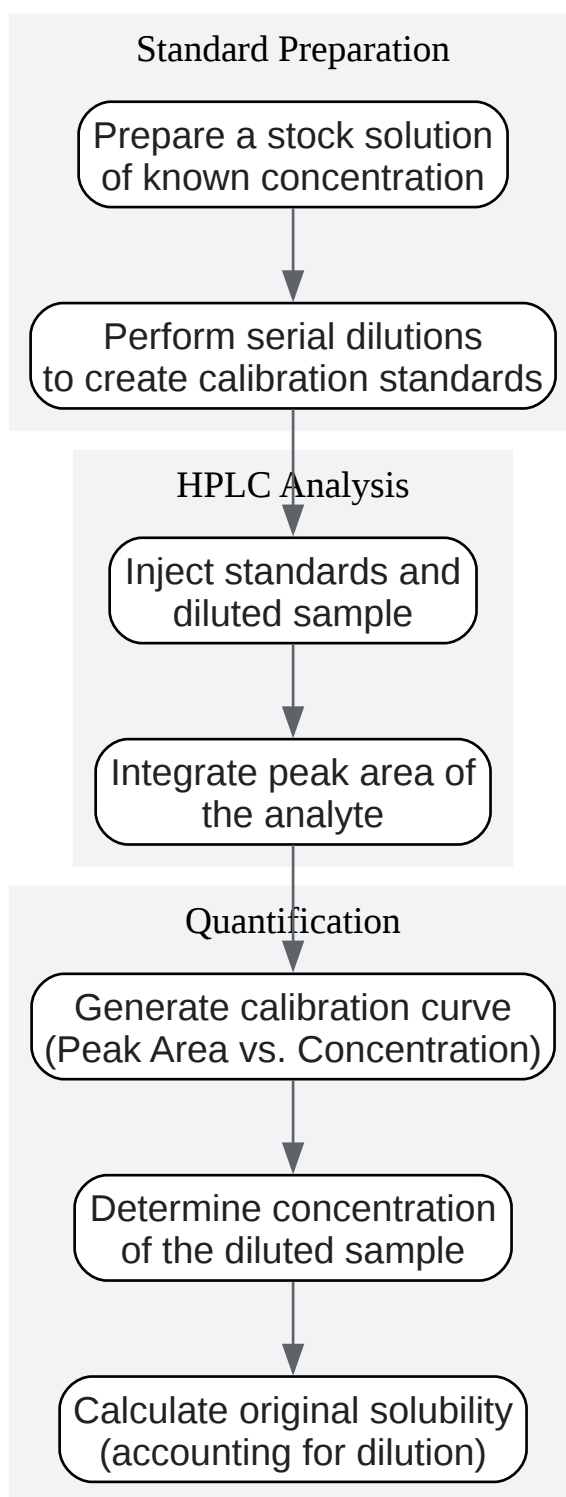 Standard Preparation
Prepare a stock solution
of known concentration
Perform serial dilutions
to create calibration standards
HPLC Analysis
Inject standards and
diluted sample
Integrate peak area of
the analyte
Quantification
Generate calibration curve
(Peak Area vs. Concentration)
Determine concentration
of the diluted sample
Calculate original solubility
(accounting for dilution)